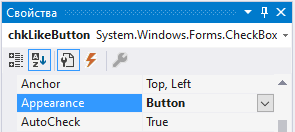 Свойства
chkLikeButton System.Windows.Forms.CheckBox
Anchor Top, Left
Appearance Button
AutoCheck True